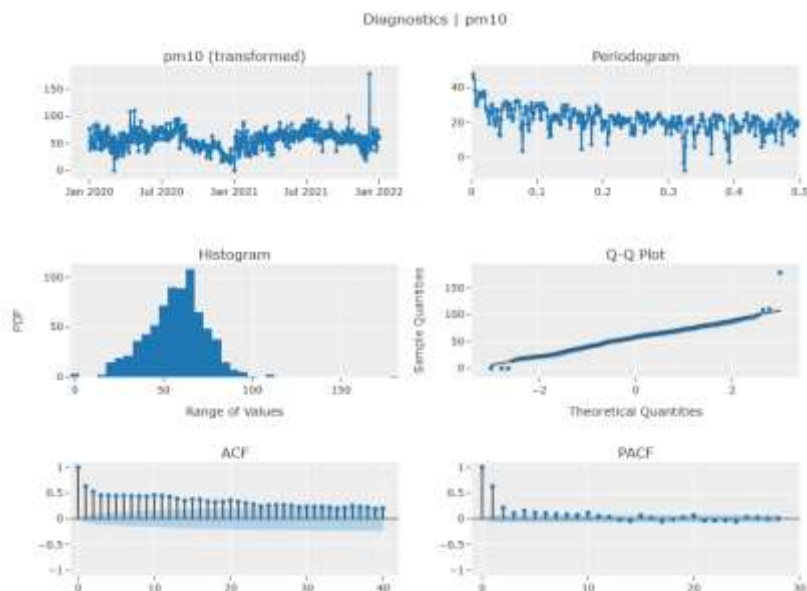 Diagnostics | pm10
pm10 (transformed)
Periodogram
150
100
50
0
Jan 2020 Jul 2020 Jan 2021 Jul 2021 Jan 2022
40
20
0
0 0.1 0.2 0.3 0.4 0.5
Histogram
Q-Q Plot
PDF
100
50
0
0 50 100 150
Range of Values
Sample Quantities
150
100
50
0
−2 0 2
Theoretical Quantities
ACF
PACF
1
0.5
0
−0.5
−1
0 10 20 30 40
1
0.5
0
−0.5
−1
0 10 20 30